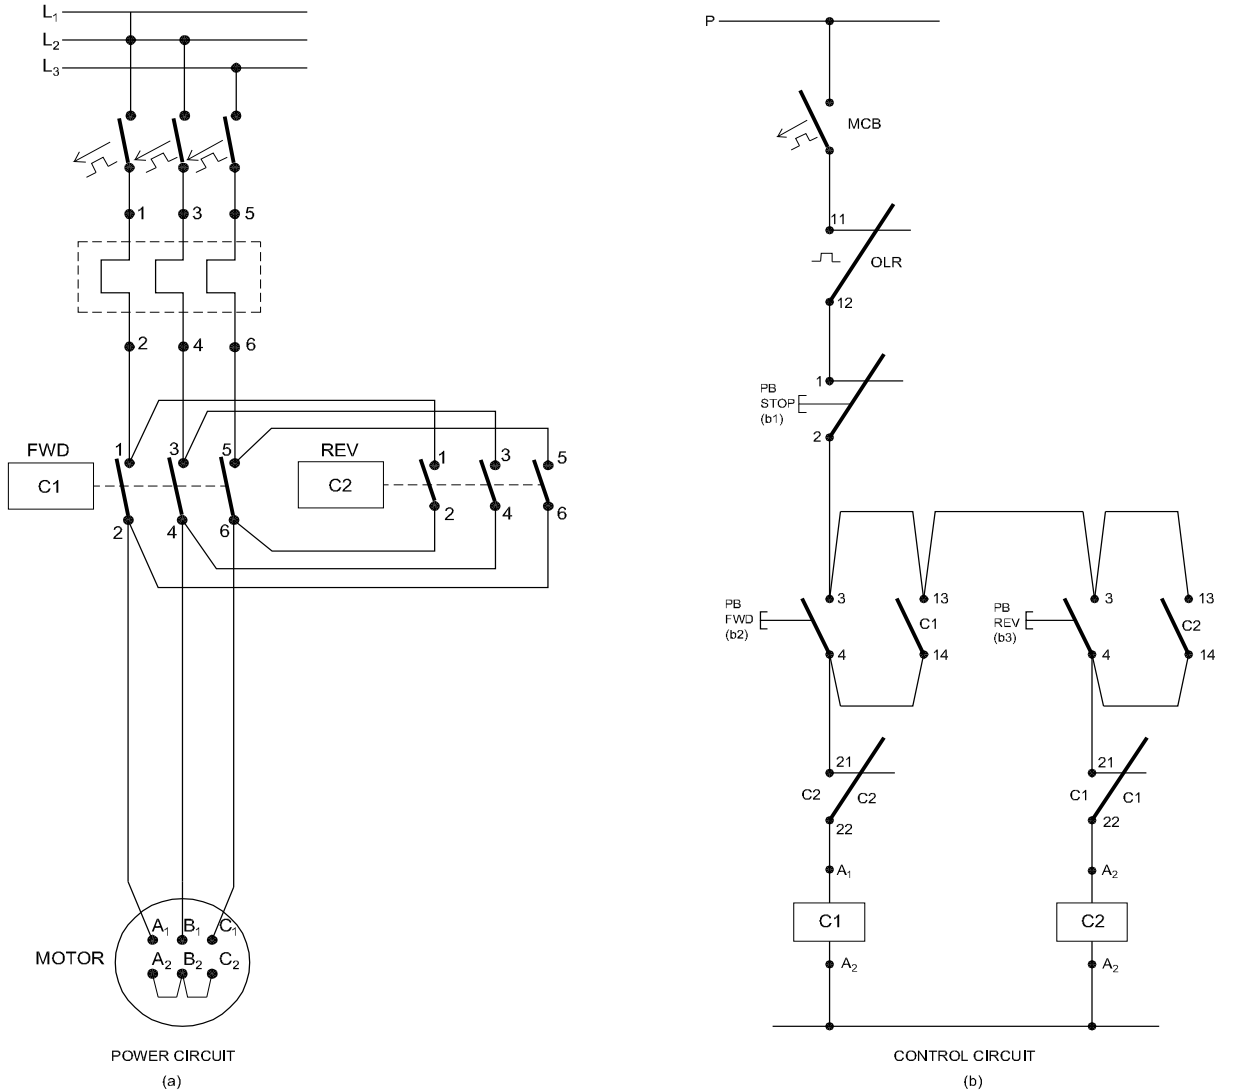 L1
L2
L3
1 3 5
2 4 6
FWD
C1
1 3 5
2 4 6
REV
C2
1 3 5
2 4 6
MOTOR
A1 B1 C1
A2 B2 C2
POWER CIRCUIT
(a)
P
MCB
11
OLR
12
1
PB
STOP
(b1)
2
PB
FWD
(b2)
3
4
13
C1
14
PB
REV
(b3)
3
4
13
C2
14
21
C2 C2
22
A1
C1
A2
21
C1 C1
22
A2
C2
A2
CONTROL CIRCUIT
(b)